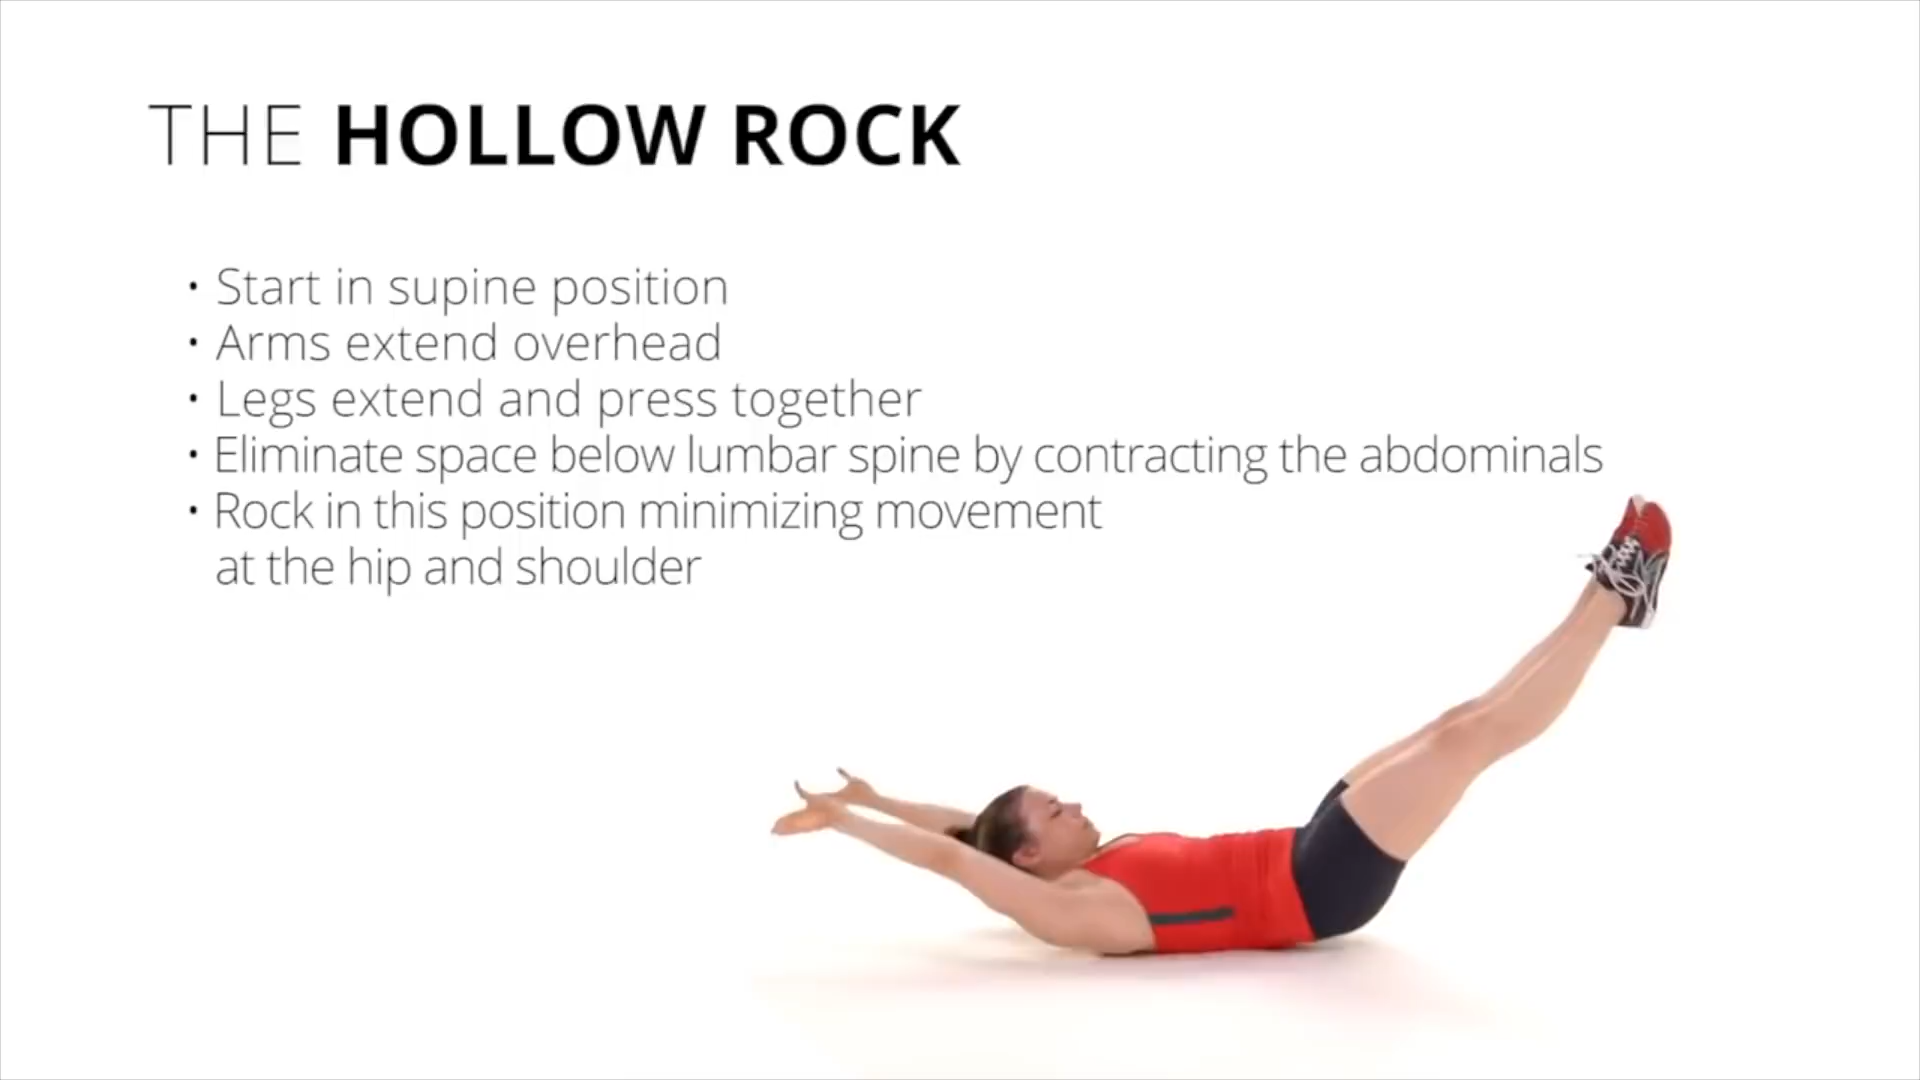 THE HOLLOW ROCK
• Start in supine position
• Arms extend overhead
• Legs extend and press together
• Eliminate space below lumbar spine by contracting the abdominals
• Rock in this position minimizing movement
at the hip and shoulder